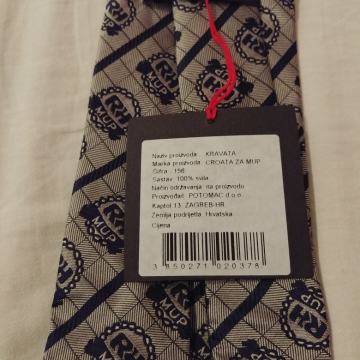 RH
MUP
Naziv proizvoda: KRAVATA
Marka proizvoda: CROATA ZA MUP
Šifra: 156
Sastav: 100% svila
Način održavanja: na proizvodu
Proizvođač: POTOMAC d.o.o.
Kaptol 13, ZAGREB-HR
Zemlja podrijetla: Hrvatska
Cijena:
3 850271 020378